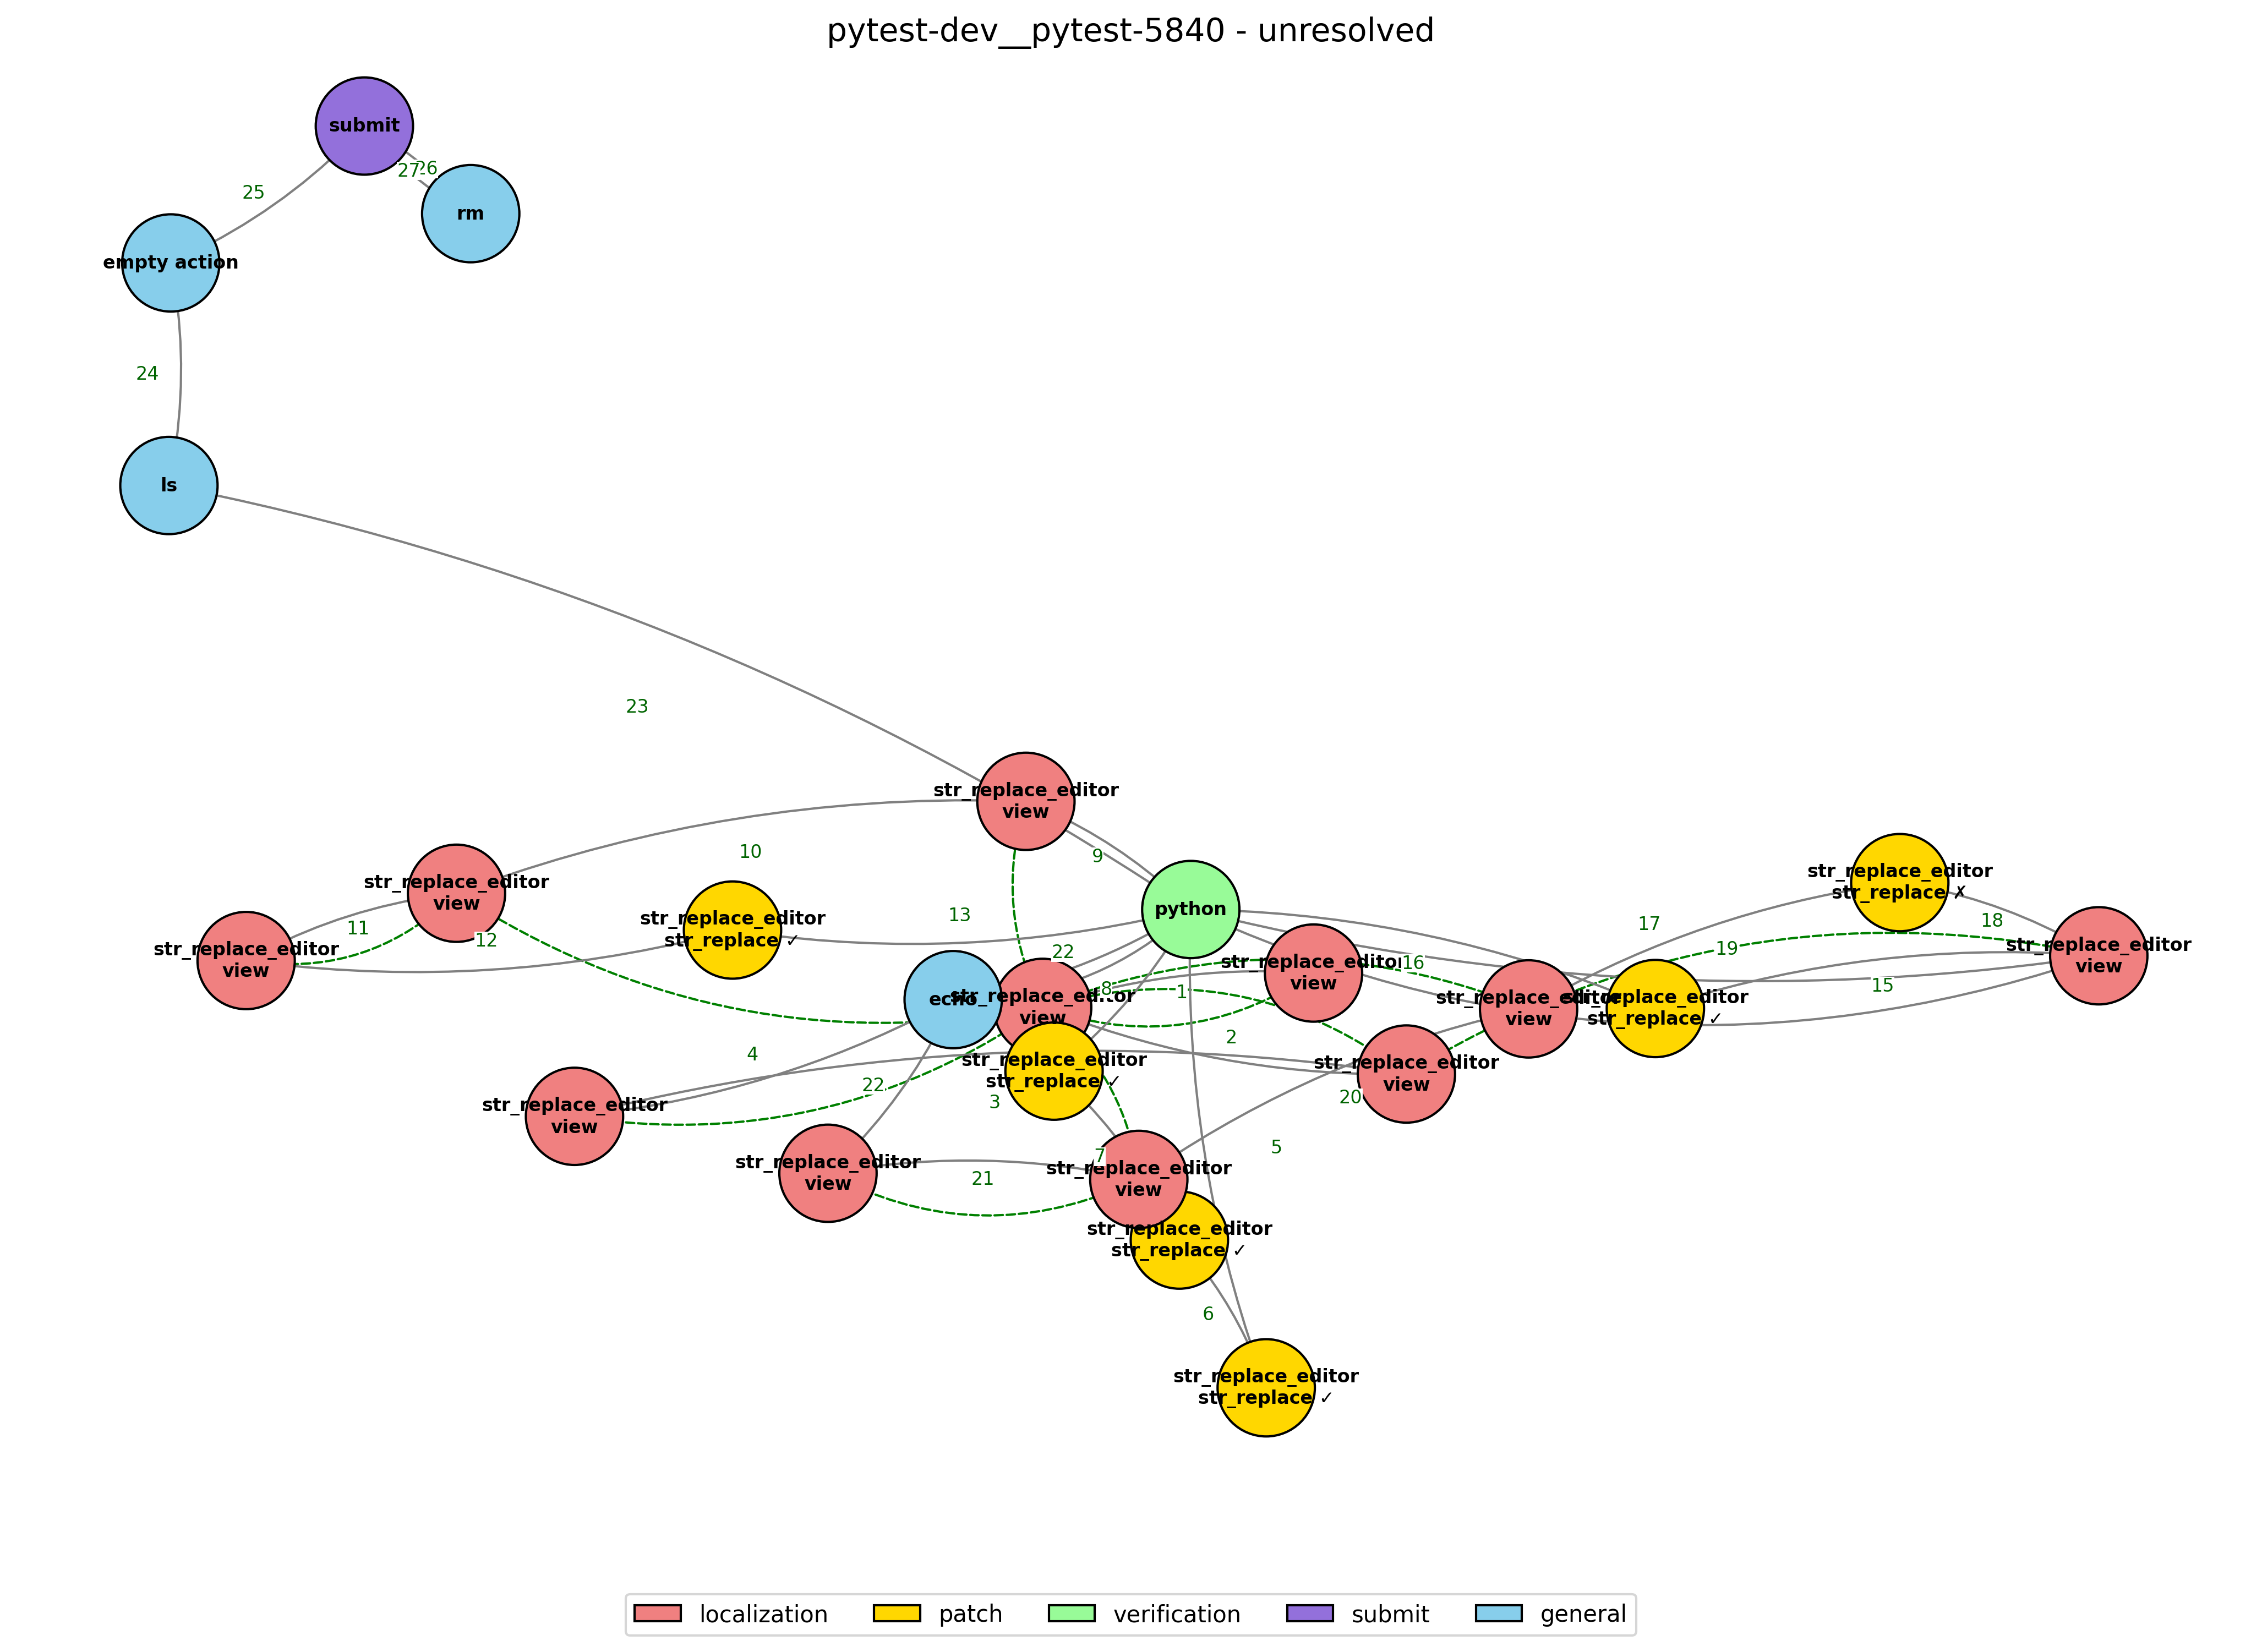 pytest-dev__pytest-5840 - unresolved
submit
27
26
25
rm
empty action
24
ls
23
str_replace_editor
view
10
9
str_replace_editor
view
str_replace_editor
str_replace ✗
python
13
11
12
str_replace_editor
str_replace ✓
17
18
19
str_replace_editor
view
str_replace_editor
view
22
16
str_replace_editor
view
8
1
15
echo
str_replace_editor
view
str_replace_editor
view
str_replace_editor
str_replace ✓
2
4
str_replace_editor
str_replace ✓
str_replace_editor
view
22
3
20
str_replace_editor
view
5
7
str_replace_editor
view
21
str_replace_editor
view
str_replace_editor
str_replace ✓
6
str_replace_editor
str_replace ✓
localization
patch
verification
submit
general